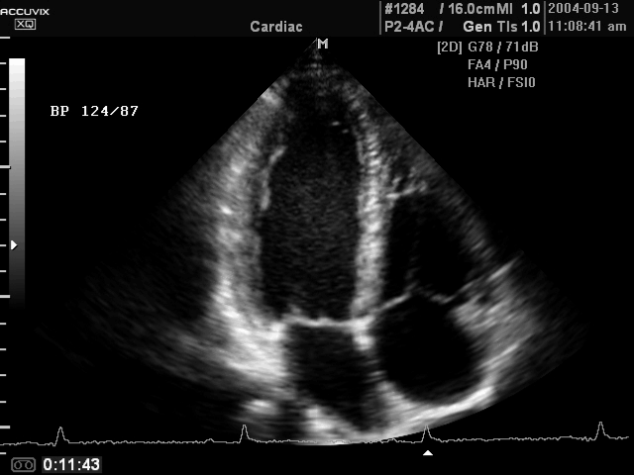 ACCUVIX
XQ
Cardiac
#1284 / 16.0cm MI 1.0 2004-09-13
P2-4AC / Gen TIs 1.0 11:08:41 am
[2D] G78 / 71dB
FA4 / P90
HAR / FSI0
M
BP 124/87
0:11:43